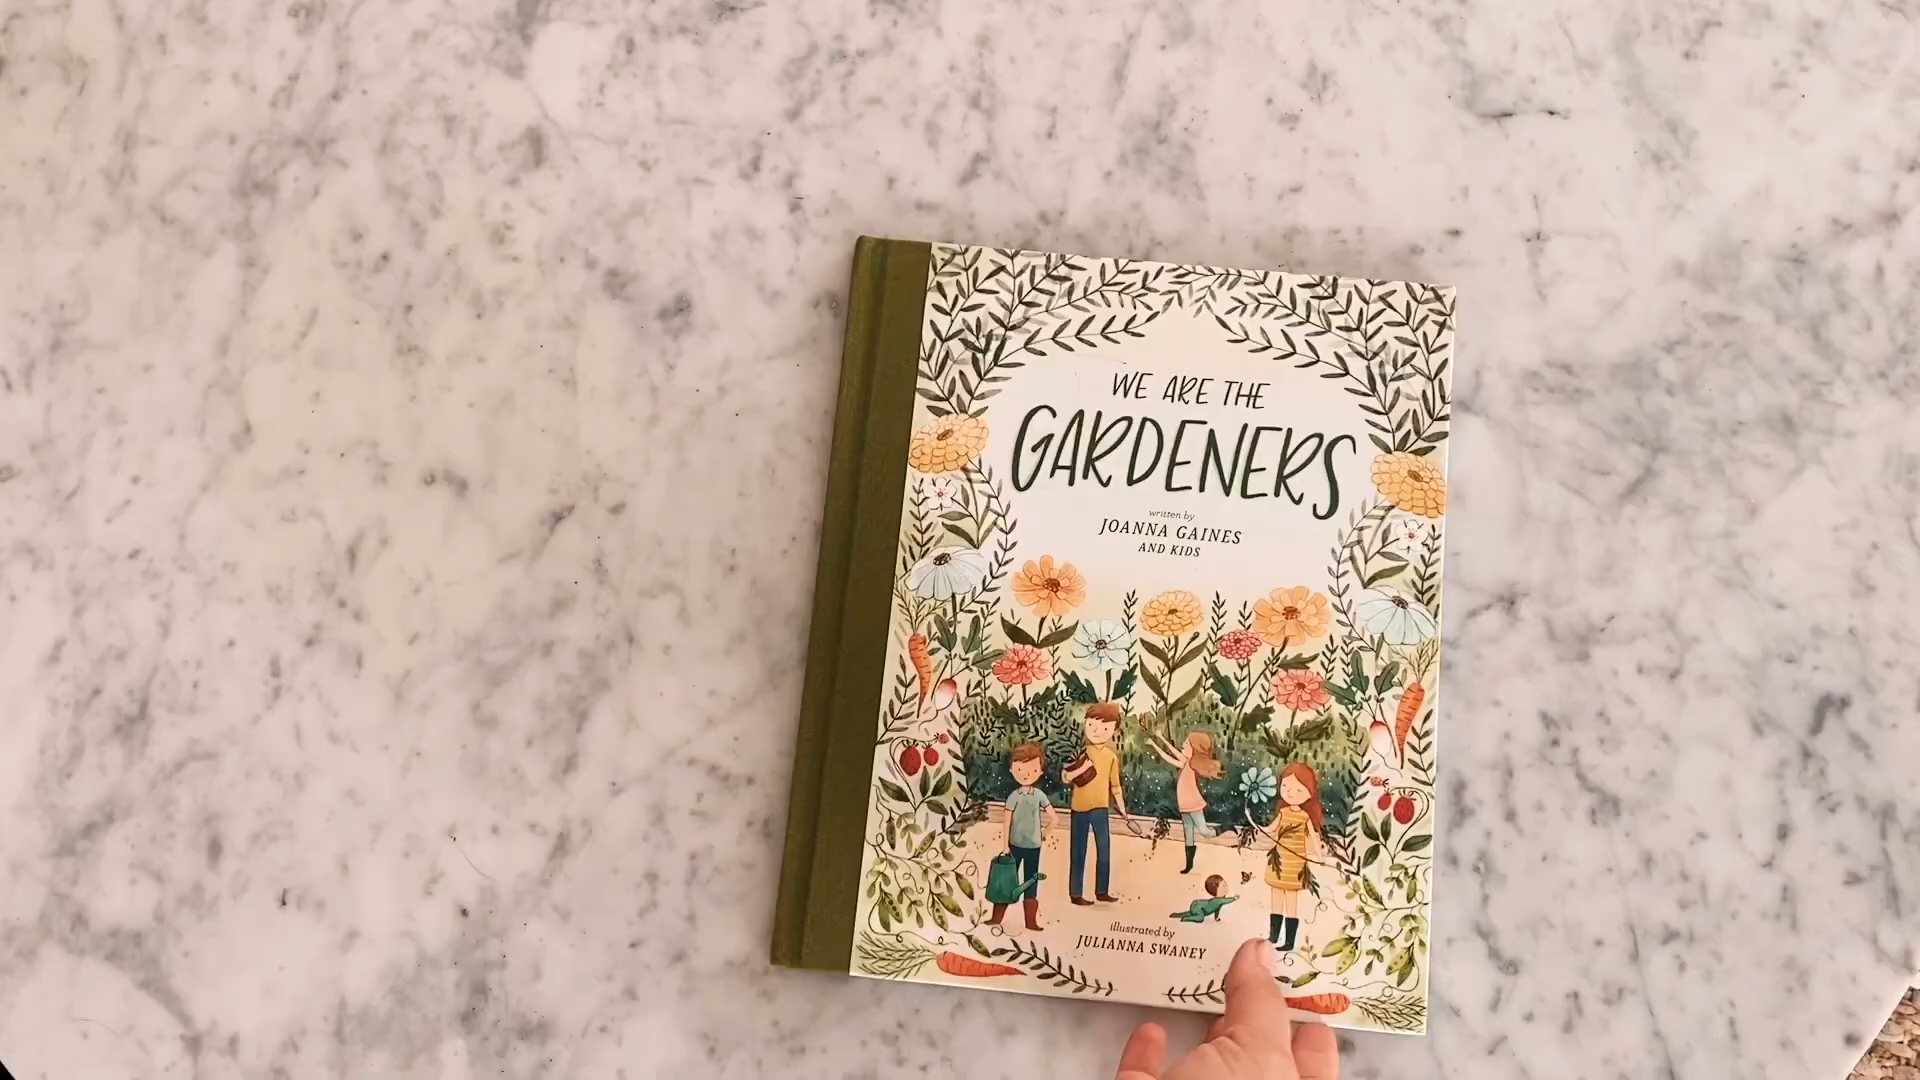 WE ARE THE
GARDENERS
written by
JOANNA GAINES
AND KIDS
illustrated by
JULIANNA SWANEY